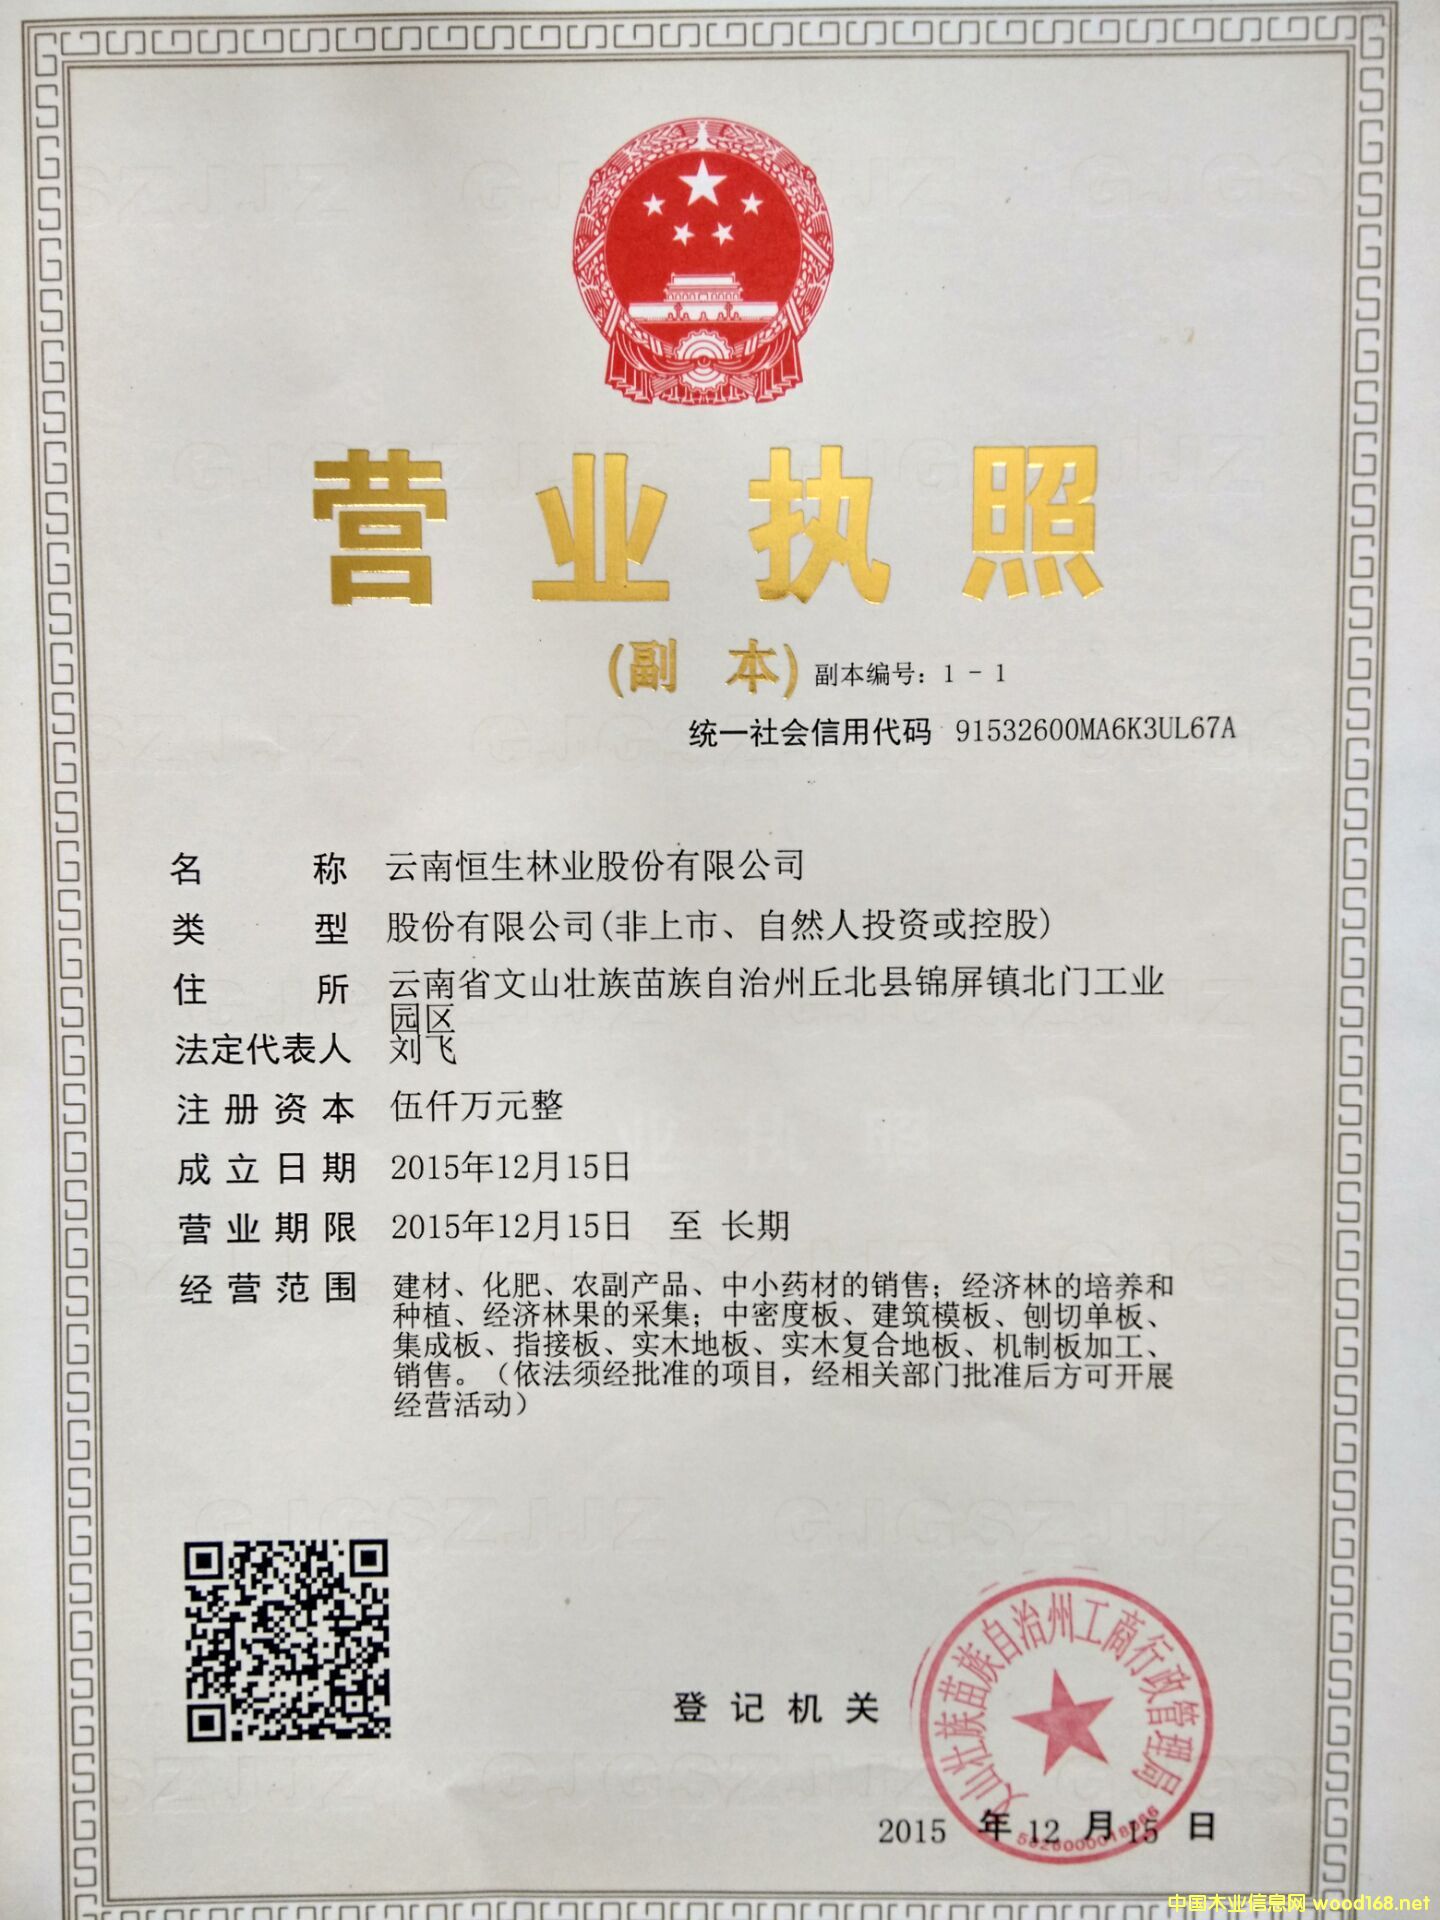 营业执照
(副本) 副本编号：1 - 1
统一社会信用代码 91532600MA6K3UL67A
名称 云南恒生林业股份有限公司
类型 股份有限公司(非上市、自然人投资或控股)
住所 云南省文山壮族苗族自治州丘北县锦屏镇北门工业
园区
法定代表人 刘飞
注册资本 伍仟万元整
成立日期 2015年12月15日
营业期限 2015年12月15日 至 长期
经营范围 建材、化肥、农副产品、中小药材的销售；经济林的培养和
种植、经济林果的采集；中密度板、建筑模板、刨切单板、
集成板、指接板、实木地板、实木复合地板、机制板加工、
销售。（依法须经批准的项目，经相关部门批准后方可开展
经营活动）
登记机关
文山壮族苗族自治州工商行政管理局
2015 年 12 月 15 日
中国木业信息网 wood168.net